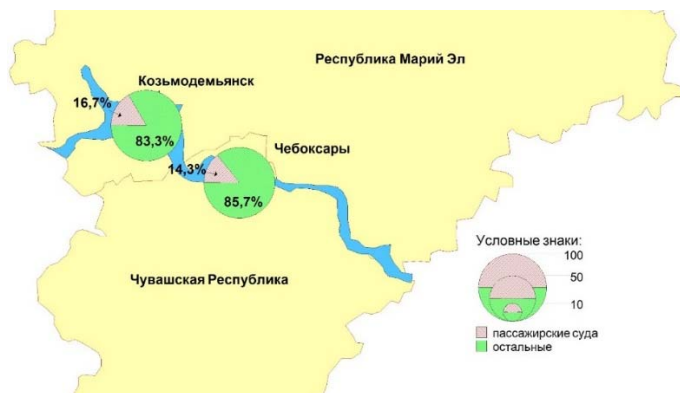 Республика Марий Эл
Козьмодемьянск
16,7%
83,3%
Чебоксары
14,3%
85,7%
Чувашская Республика
Условные знаки:
100
50
10
пассажирские суда
остальные